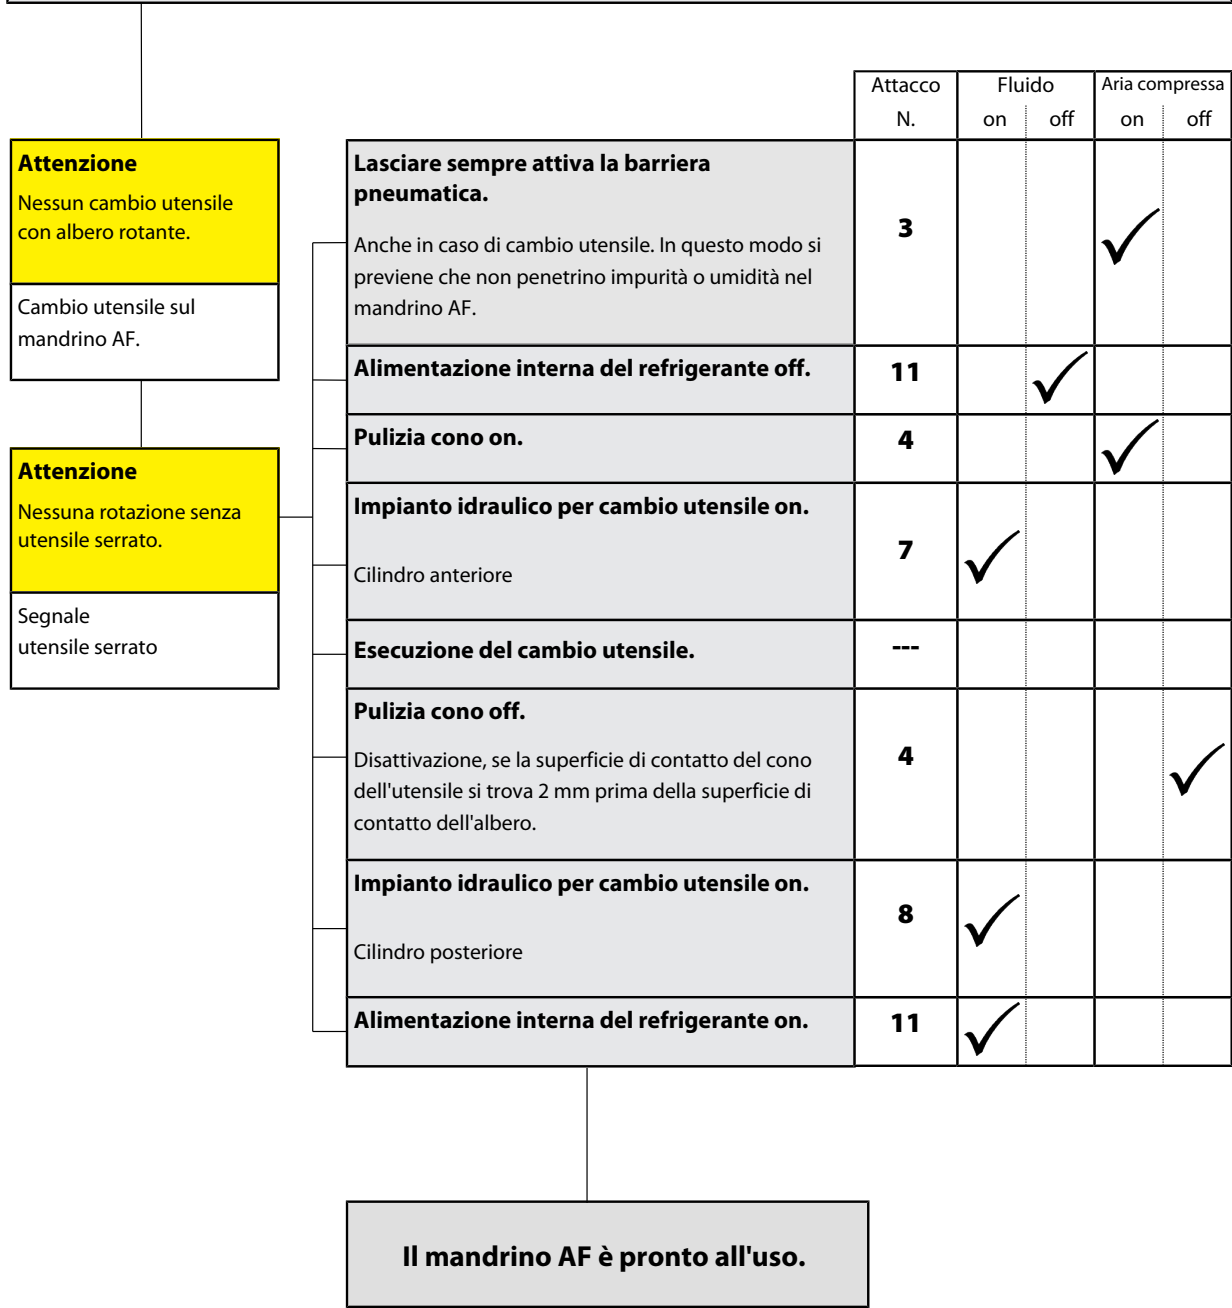 Attacco Fluido Aria compressa
N. on off on off
Attenzione
Nessun cambio utensile
con albero rotante.
Cambio utensile sul
mandrino AF.
Attenzione
Nessuna rotazione senza
utensile serrato.
Segnale
utensile serrato
Lasciare sempre attiva la barriera
pneumatica.
Anche in caso di cambio utensile. In questo modo si
previene che non penetrino impurità o umidità nel
mandrino AF.
3
Alimentazione interna del refrigerante off. 11
Pulizia cono on. 4
Impianto idraulico per cambio utensile on.
7
Cilindro anteriore
Esecuzione del cambio utensile. ---
Pulizia cono off.
4
Disattivazione, se la superficie di contatto del cono
dell'utensile si trova 2 mm prima della superficie di
contatto dell'albero.
Impianto idraulico per cambio utensile on.
8
Cilindro posteriore
Alimentazione interna del refrigerante on. 11
Il mandrino AF è pronto all'uso.